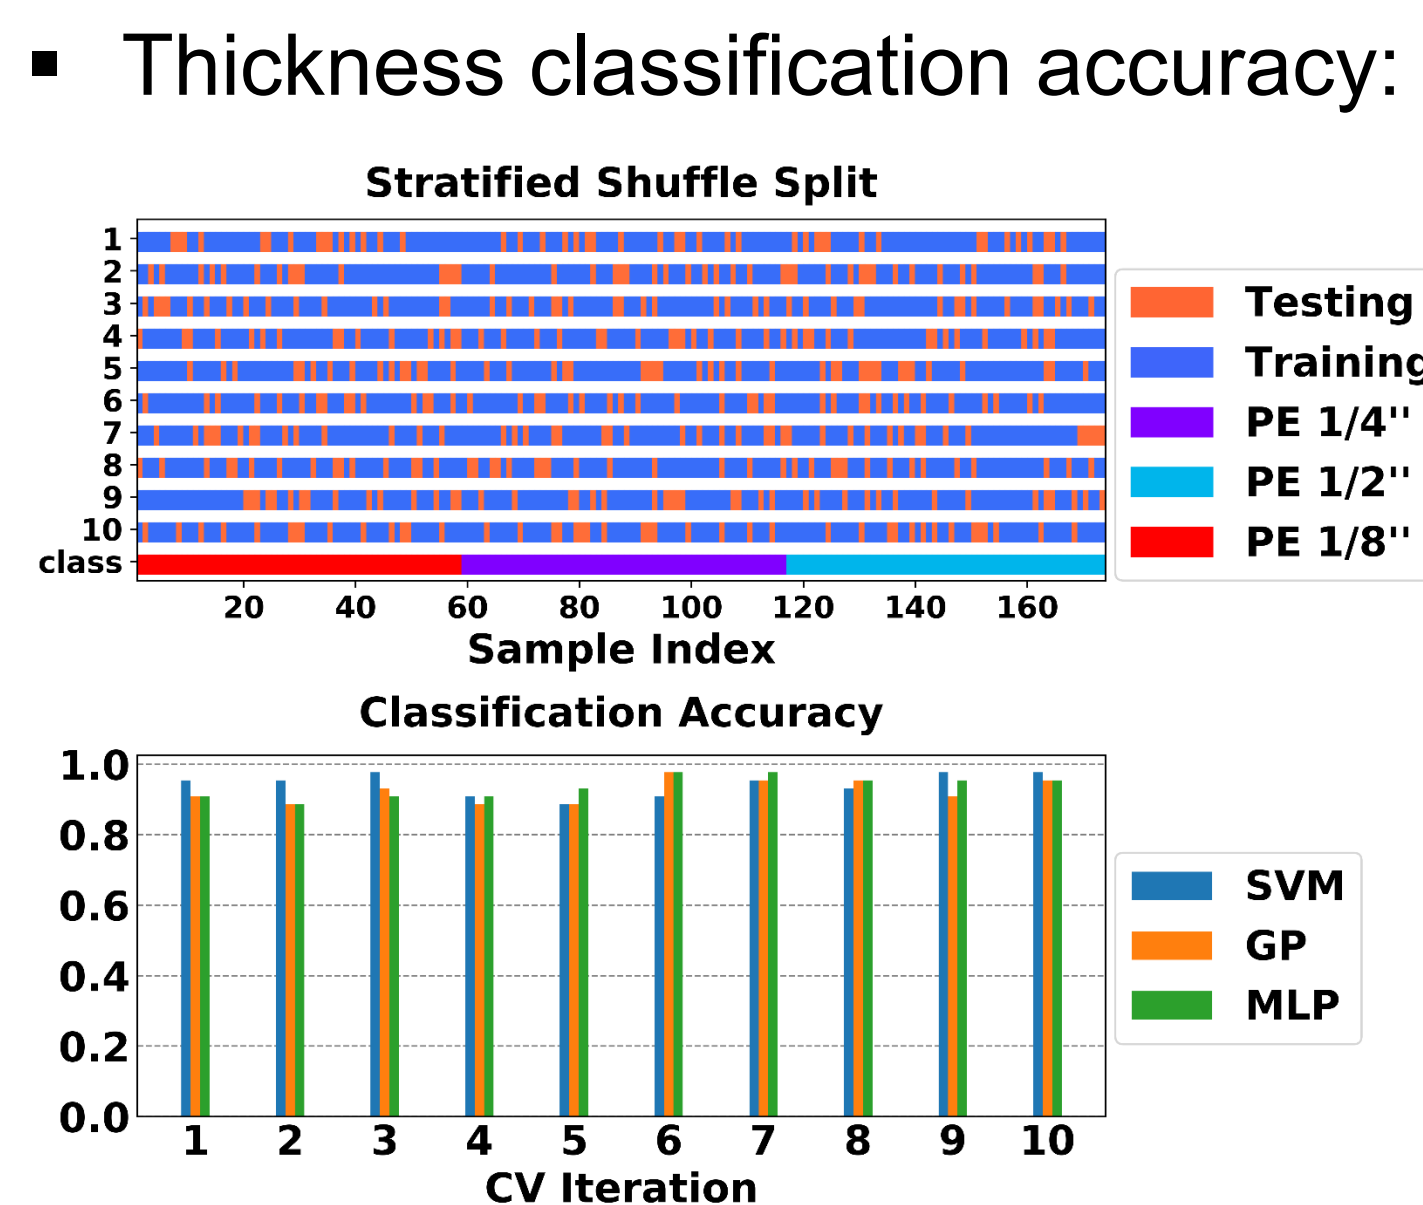 ▪ Thickness classification accuracy:
Stratified Shuffle Split
1
2
3
4
5
6
7
8
9
10
class
20 40 60 80 100 120 140 160
Sample Index
Testing
Training
PE 1/4''
PE 1/2''
PE 1/8''
Classification Accuracy
1.0
0.8
0.6
0.4
0.2
0.0
1 2 3 4 5 6 7 8 9 10
CV Iteration
SVM
GP
MLP